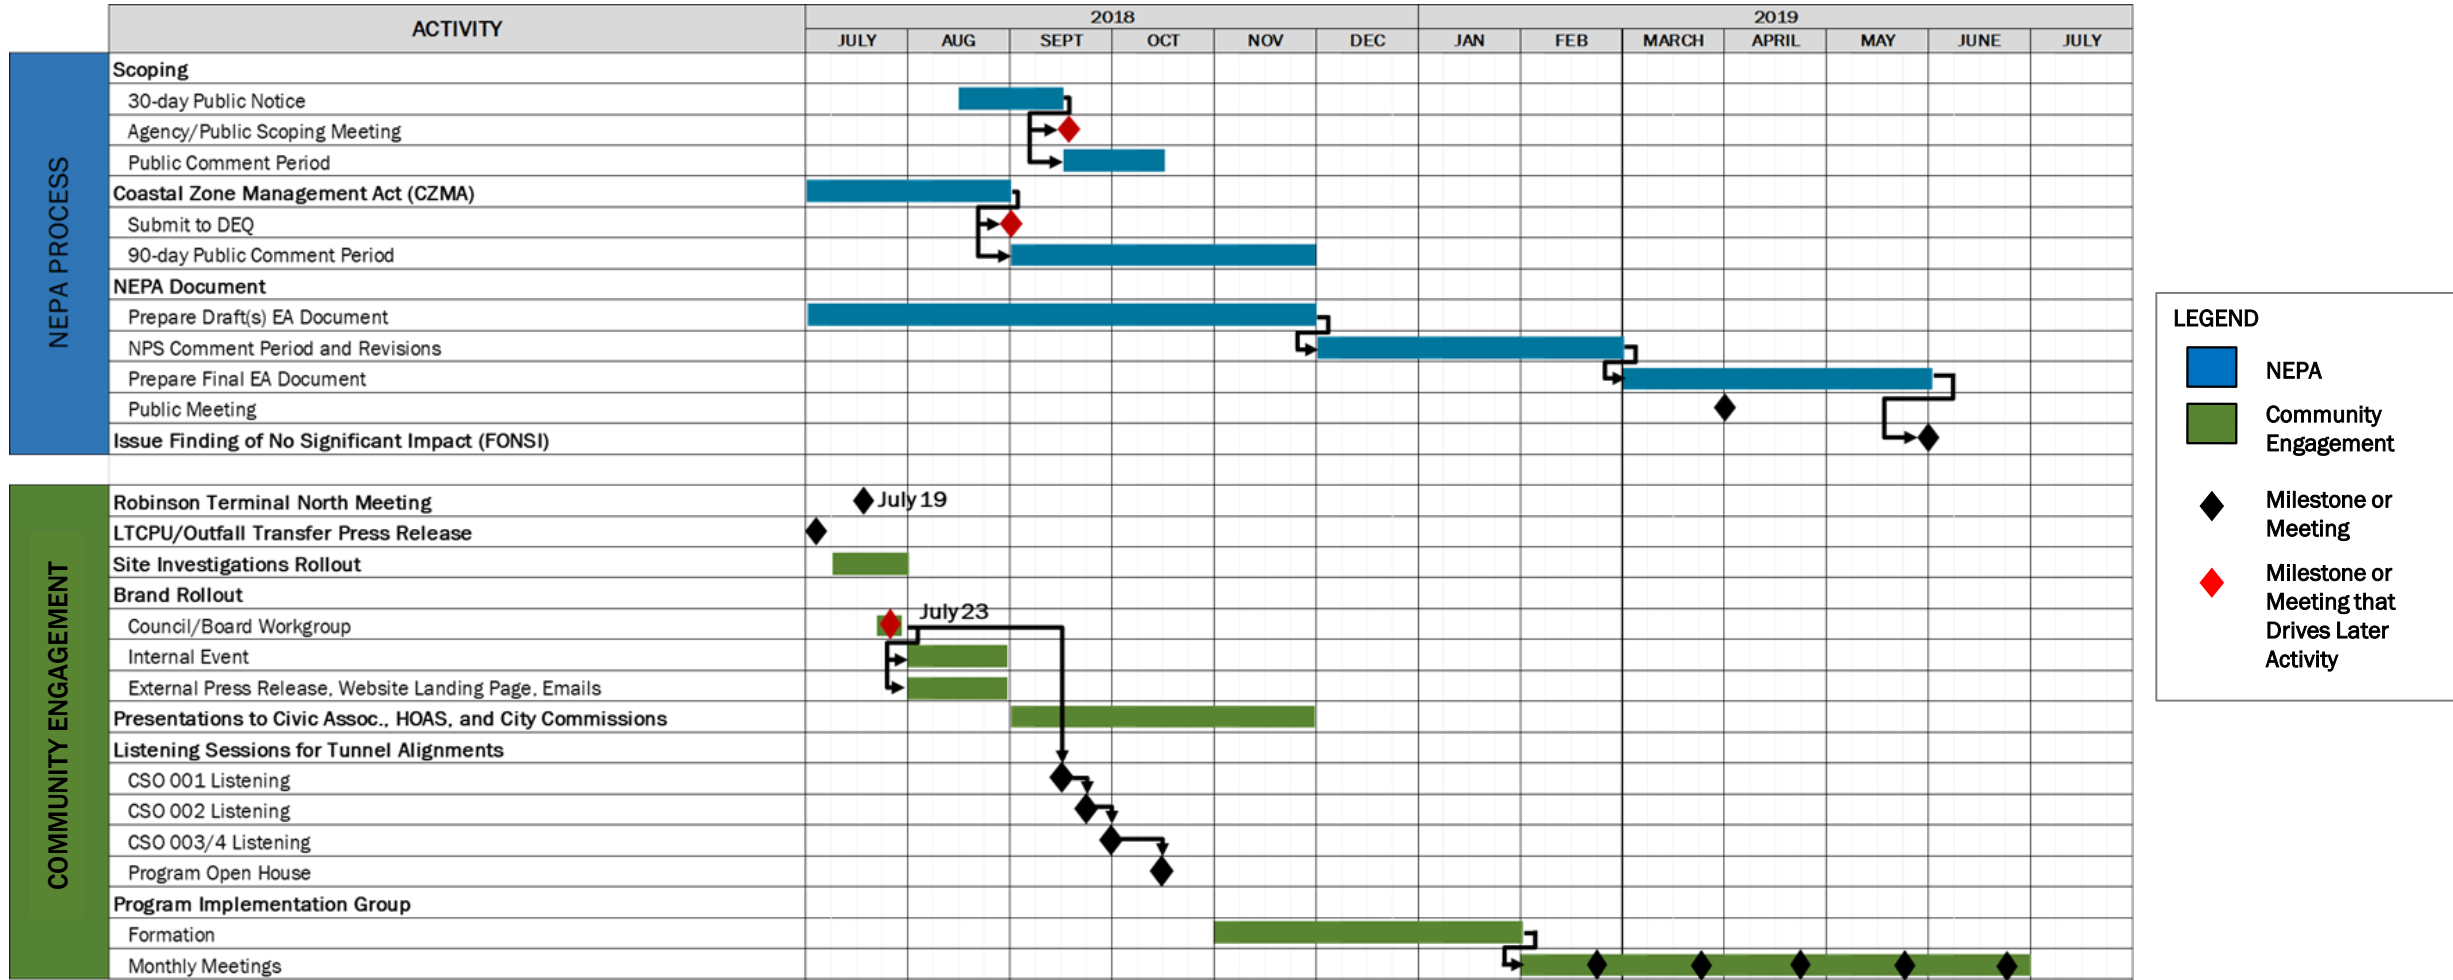 ACTIVITY
2018
2019
JULY AUG SEPT OCT NOV DEC JAN FEB MARCH APRIL MAY JUNE JULY
NEPA PROCESS
Scoping
30-day Public Notice
Agency/Public Scoping Meeting
Public Comment Period
Coastal Zone Management Act (CZMA)
Submit to DEQ
90-day Public Comment Period
NEPA Document
Prepare Draft(s) EA Document
NPS Comment Period and Revisions
Prepare Final EA Document
Public Meeting
Issue Finding of No Significant Impact (FONSI)
COMMUNITY ENGAGEMENT
Robinson Terminal North Meeting
July 19
LTCPU/Outfall Transfer Press Release
Site Investigations Rollout
Brand Rollout
July 23
Council/Board Workgroup
Internal Event
External Press Release, Website Landing Page, Emails
Presentations to Civic Assoc., HOAS, and City Commissions
Listening Sessions for Tunnel Alignments
CSO 001 Listening
CSO 002 Listening
CSO 003/4 Listening
Program Open House
Program Implementation Group
Formation
Monthly Meetings
LEGEND
NEPA
Community
Engagement
Milestone or
Meeting
Milestone or
Meeting that
Drives Later
Activity